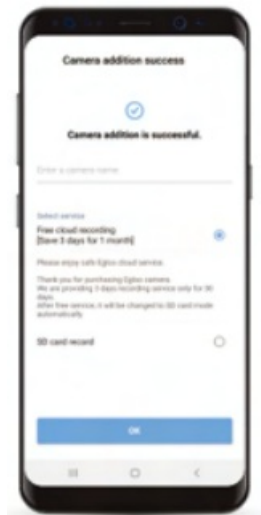 Camera addition success
Camera addition is successful.
Enter a camera name
Select service
Free cloud recording
[Save 3 days for 1 month]
Please enjoy safe Egloo cloud service.
Thank you for purchasing Egloo camera.
We are providing 3 days recording service only for 30
days.
After free service, it will be changed to SD card mode
automatically.
SD card record
OK